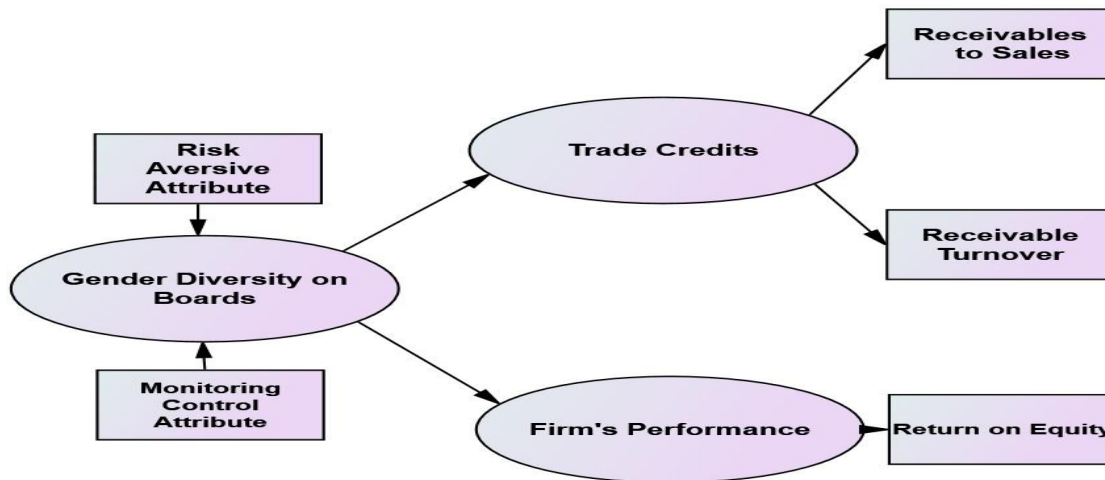 Receivables
to Sales
Trade Credits
Risk
Aversive
Attribute
Receivable
Turnover
Gender Diversity on
Boards
Monitoring
Control
Attribute
Firm's Performance
Return on Equity